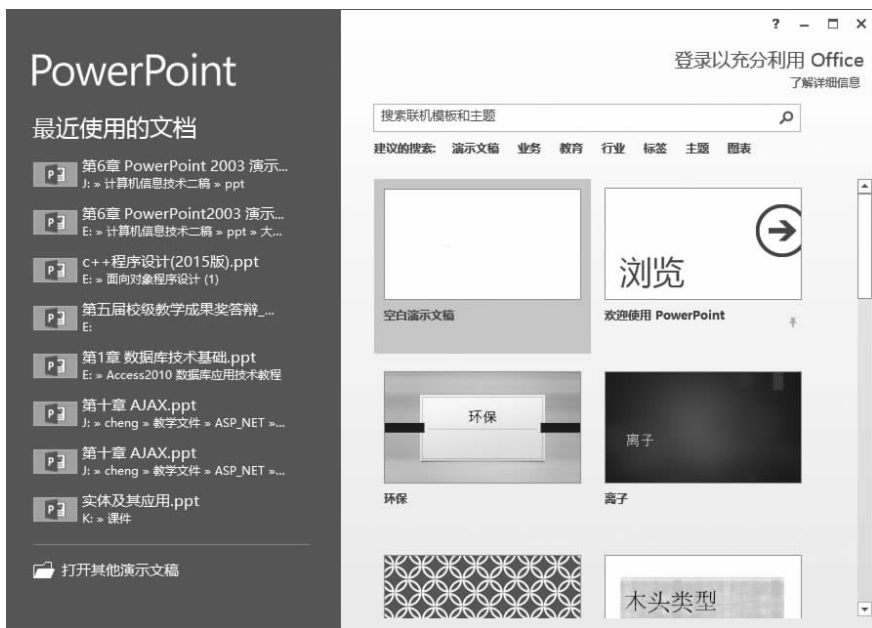 ?
登录以充分利用 Office
了解详细信息
PowerPoint
最近使用的文档
第6章 PowerPoint 2003 演示...
J: » 计算机信息技术二稿 » ppt
第6章 PowerPoint2003 演示...
E: » 计算机信息技术二稿 » ppt » 大...
c++程序设计(2015版).ppt
E: » 面向对象程序设计 (1)
第五届校级教学成果奖答辩_...
E:
第1章 数据库技术基础.ppt
E: » Access2010 数据库应用技术教程
第十章 AJAX.ppt
J: » cheng » 教学文件 » ASP_NET »...
第十章 AJAX.ppt
J: » cheng » 教学文件 » ASP_NET »...
实体及其应用.ppt
K: » 课件
打开其他演示文稿
搜索联机模板和主题
建议的搜索: 演示文稿 业务 教育 行业 标签 主题 图表
空白演示文稿
浏览
欢迎使用 PowerPoint
环保
环保
离子
离子
木头类型